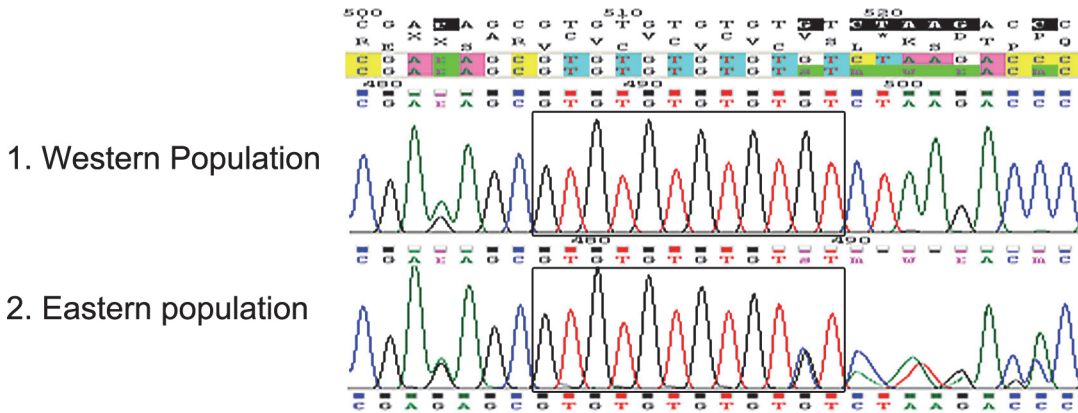 500 510 520
C G A r A G C G T G T G T G T G T G T C T A A G A C C C
C G A E A G C G T G T G T G T G T G T C T A A G A C C C
C G A E A G C G T G T G T G T G T s T m w E A C m C
480 490 500
C G A E A G C G T G T G T G T G T G T C T A A G A C C C
1. Western Population
480 490
C G A E A G C G T G T G T G T G T s T m w E A C m C
2. Eastern population
C G A G A G C G T G T G T G T G T G T C T A A G A C C C